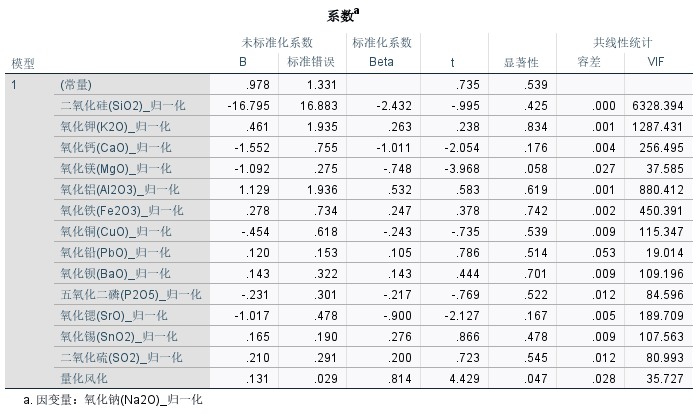 系数a
未标准化系数 标准化系数 共线性统计
模型 B 标准错误 Beta t 显著性 容差 VIF
1 (常量) .978 1.331 .735 .539
二氧化硅(SiO2)_归一化 -16.795 16.883 -2.432 -.995 .425 .000 6328.394
氧化钾(K2O)_归一化 .461 1.935 .263 .238 .834 .001 1287.431
氧化钙(CaO)_归一化 -1.552 .755 -1.011 -2.054 .176 .004 256.495
氧化镁(MgO)_归一化 -1.092 .275 -.748 -3.968 .058 .027 37.585
氧化铝(Al2O3)_归一化 1.129 1.936 .532 .583 .619 .001 880.412
氧化铁(Fe2O3)_归一化 .278 .734 .247 .378 .742 .002 450.391
氧化铜(CuO)_归一化 -.454 .618 -.243 -.735 .539 .009 115.347
氧化铅(PbO)_归一化 .120 .153 .105 .786 .514 .053 19.014
氧化钡(BaO)_归一化 .143 .322 .143 .444 .701 .009 109.196
五氧化二磷(P2O5)_归一化 -.231 .301 -.217 -.769 .522 .012 84.596
氧化锶(SrO)_归一化 -1.017 .478 -.900 -2.127 .167 .005 189.709
氧化锡(SnO2)_归一化 .165 .190 .276 .866 .478 .009 107.563
二氧化硫(SO2)_归一化 .210 .291 .200 .723 .545 .012 80.993
量化风化 .131 .029 .814 4.429 .047 .028 35.727
a. 因变量：氧化钠(Na2O)_归一化